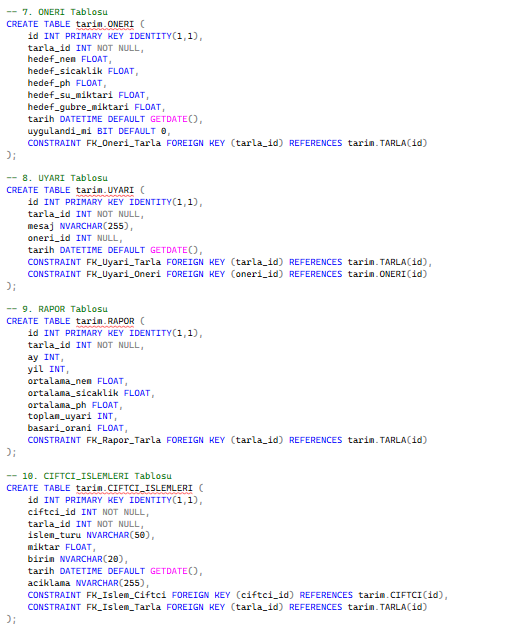 -- 7. ONERI Tablosu
CREATE TABLE tarim.ONERI (
    id INT PRIMARY KEY IDENTITY(1,1),
    tarla_id INT NOT NULL,
    hedef_nem FLOAT,
    hedef_sicaklik FLOAT,
    hedef_ph FLOAT,
    hedef_su_miktari FLOAT,
    hedef_gubre_miktari FLOAT,
    tarih DATETIME DEFAULT GETDATE(),
    uygulandi_mi BIT DEFAULT 0,
    CONSTRAINT FK_Oneri_Tarla FOREIGN KEY (tarla_id) REFERENCES tarim.TARLA(id)
);
-- 8. UYARI Tablosu
CREATE TABLE tarim.UYARI (
    id INT PRIMARY KEY IDENTITY(1,1),
    tarla_id INT NOT NULL,
    mesaj NVARCHAR(255),
    oneri_id INT NULL,
    tarih DATETIME DEFAULT GETDATE(),
    CONSTRAINT FK_Uyari_Tarla FOREIGN KEY (tarla_id) REFERENCES tarim.TARLA(id),
    CONSTRAINT FK_Uyari_Oneri FOREIGN KEY (oneri_id) REFERENCES tarim.ONERI(id)
);
-- 9. RAPOR Tablosu
CREATE TABLE tarim.RAPOR (
    id INT PRIMARY KEY IDENTITY(1,1),
    tarla_id INT NOT NULL,
    ay INT,
    yil INT,
    ortalama_nem FLOAT,
    ortalama_sicaklik FLOAT,
    ortalama_ph FLOAT,
    toplam_uyari INT,
    basari_orani FLOAT,
    CONSTRAINT FK_Rapor_Tarla FOREIGN KEY (tarla_id) REFERENCES tarim.TARLA(id)
);
-- 10. CIFTCI_ISLEMLERI Tablosu
CREATE TABLE tarim.CIFTCI_ISLEMLERI (
    id INT PRIMARY KEY IDENTITY(1,1),
    ciftci_id INT NOT NULL,
    tarla_id INT NOT NULL,
    islem_turu NVARCHAR(50),
    miktar FLOAT,
    birim NVARCHAR(20),
    tarih DATETIME DEFAULT GETDATE(),
    aciklama NVARCHAR(255),
    CONSTRAINT FK_Islem_Ciftci FOREIGN KEY (ciftci_id) REFERENCES tarim.CIFTCI(id),
    CONSTRAINT FK_Islem_Tarla FOREIGN KEY (tarla_id) REFERENCES tarim.TARLA(id)
);